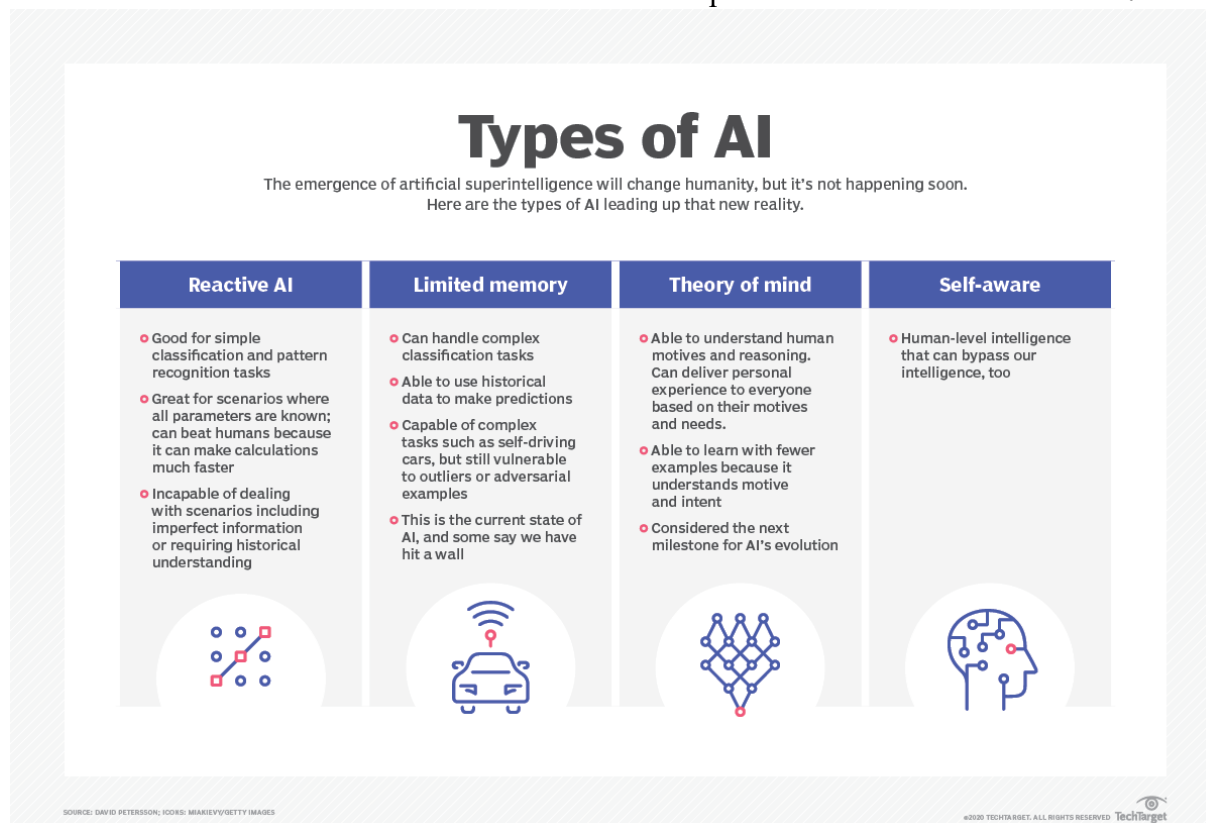 Types of AI
The emergence of artificial superintelligence will change humanity, but it's not happening soon.
Here are the types of AI leading up that new reality.
Reactive AI
Good for simple
classification and pattern
recognition tasks
Great for scenarios where
all parameters are known;
can beat humans because
it can make calculations
much faster
Incapable of dealing
with scenarios including
imperfect information
or requiring historical
understanding
Limited memory
Can handle complex
classification tasks
Able to use historical
data to make predictions
Capable of complex
tasks such as self-driving
cars, but still vulnerable
to outliers or adversarial
examples
This is the current state of
AI, and some say we have
hit a wall
Theory of mind
Able to understand human
motives and reasoning.
Can deliver personal
experience to everyone
based on their motives
and needs.
Able to learn with fewer
examples because it
understands motive
and intent
Considered the next
milestone for AI's evolution
Self-aware
Human-level intelligence
that can bypass our
intelligence, too
SOURCE: DAVID PETERSSON; ICONS: MIAKIEVY/GETTY IMAGES
©2020 TECHTARGET. ALL RIGHTS RESERVED TechTarget